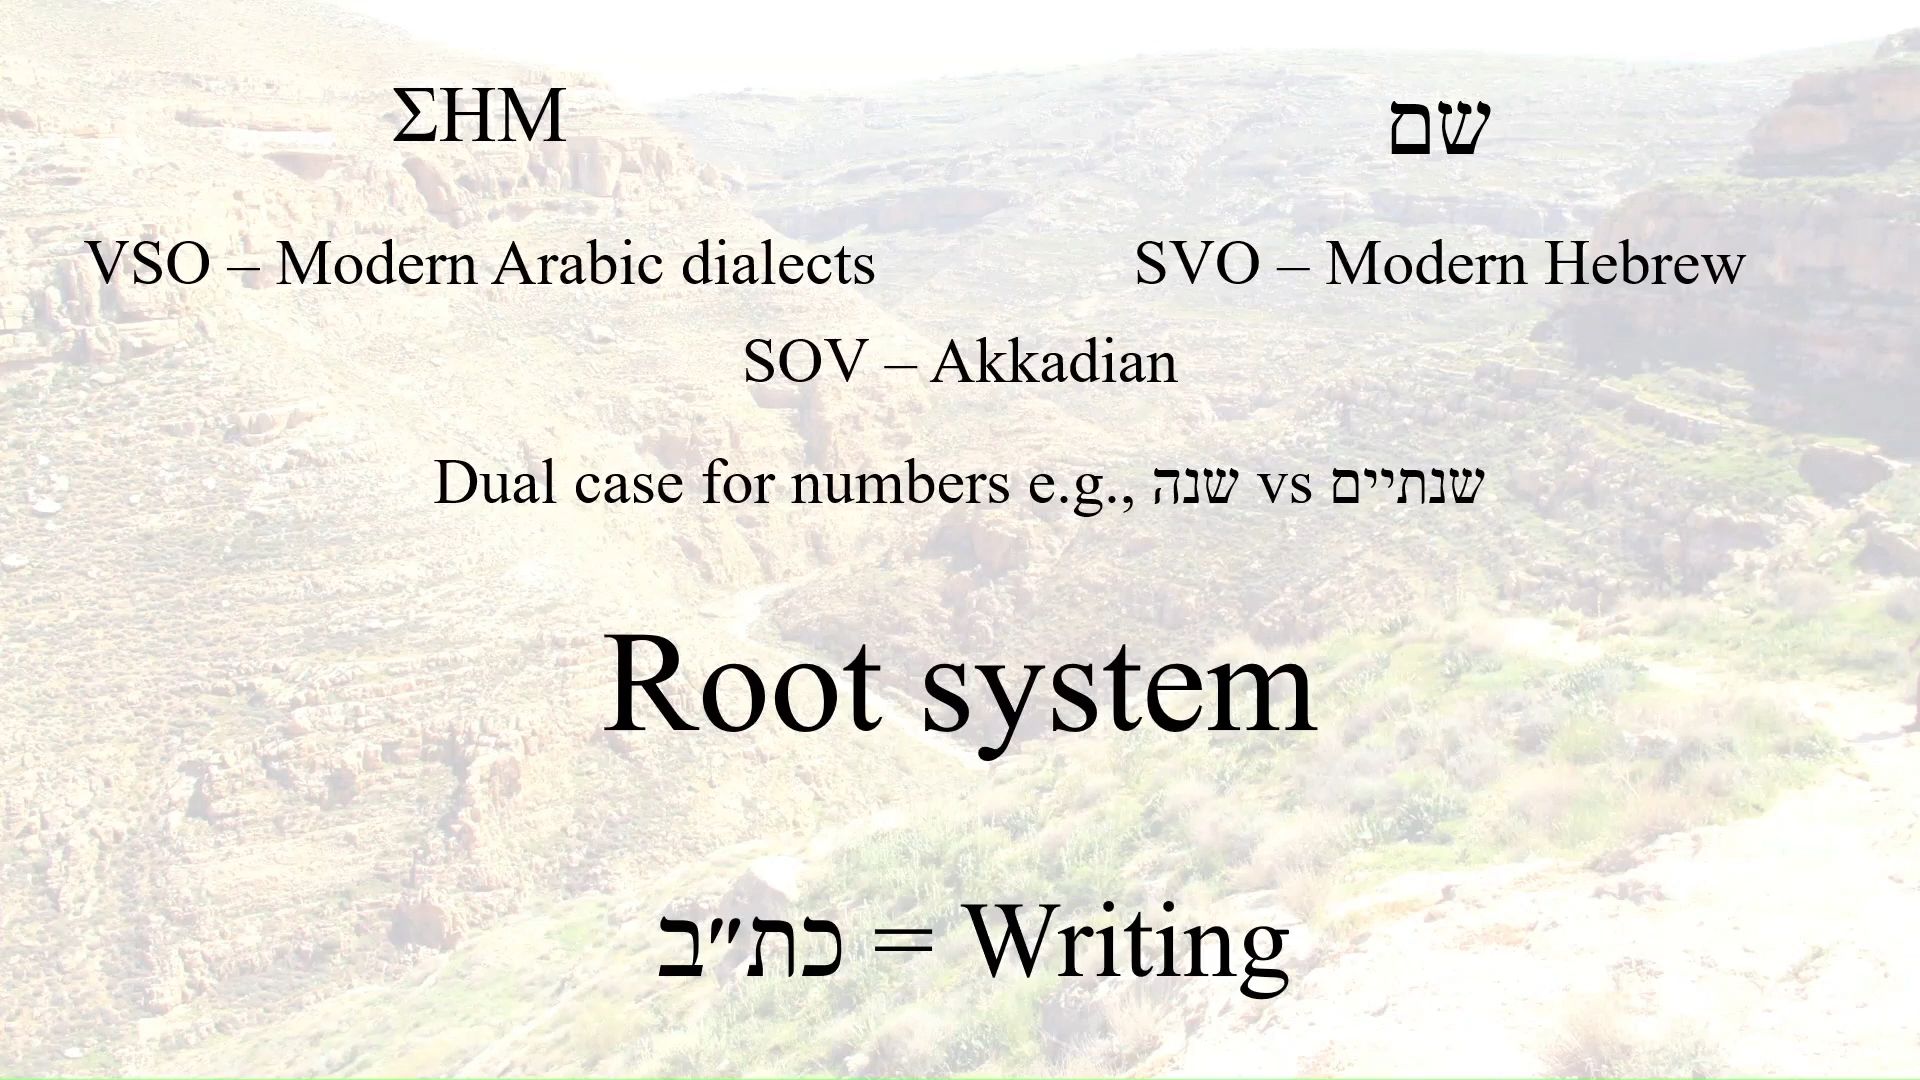 ΣΗΜ
שם
VSO – Modern Arabic dialects
SVO – Modern Hebrew
SOV – Akkadian
Dual case for numbers e.g., שנה vs שנתיים
Root system
כת״ב = Writing